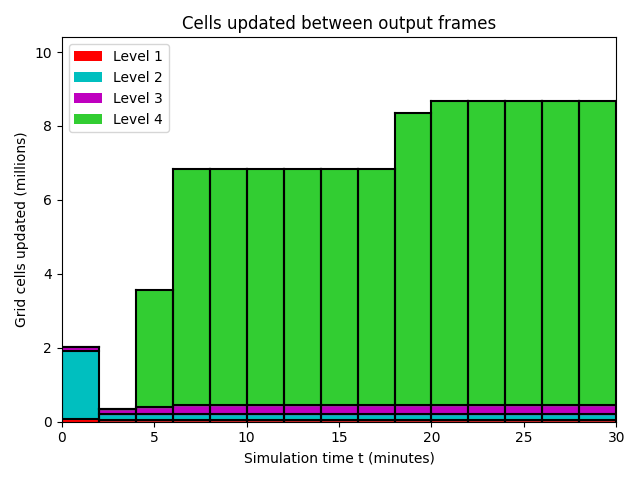 Cells updated between output frames
Level 1
Level 2
Level 3
Level 4
Grid cells updated (millions)
10
8
6
4
2
0
0 5 10 15 20 25 30
Simulation time t (minutes)